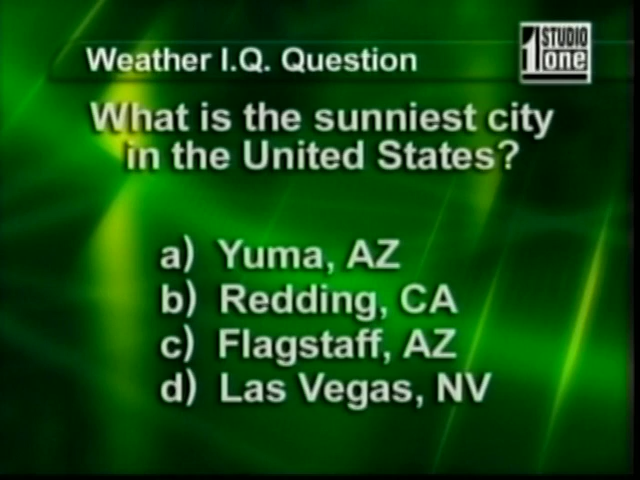 Weather I.Q. Question
1 STUDIO one
What is the sunniest city
in the United States?
a) Yuma, AZ
b) Redding, CA
c) Flagstaff, AZ
d) Las Vegas, NV